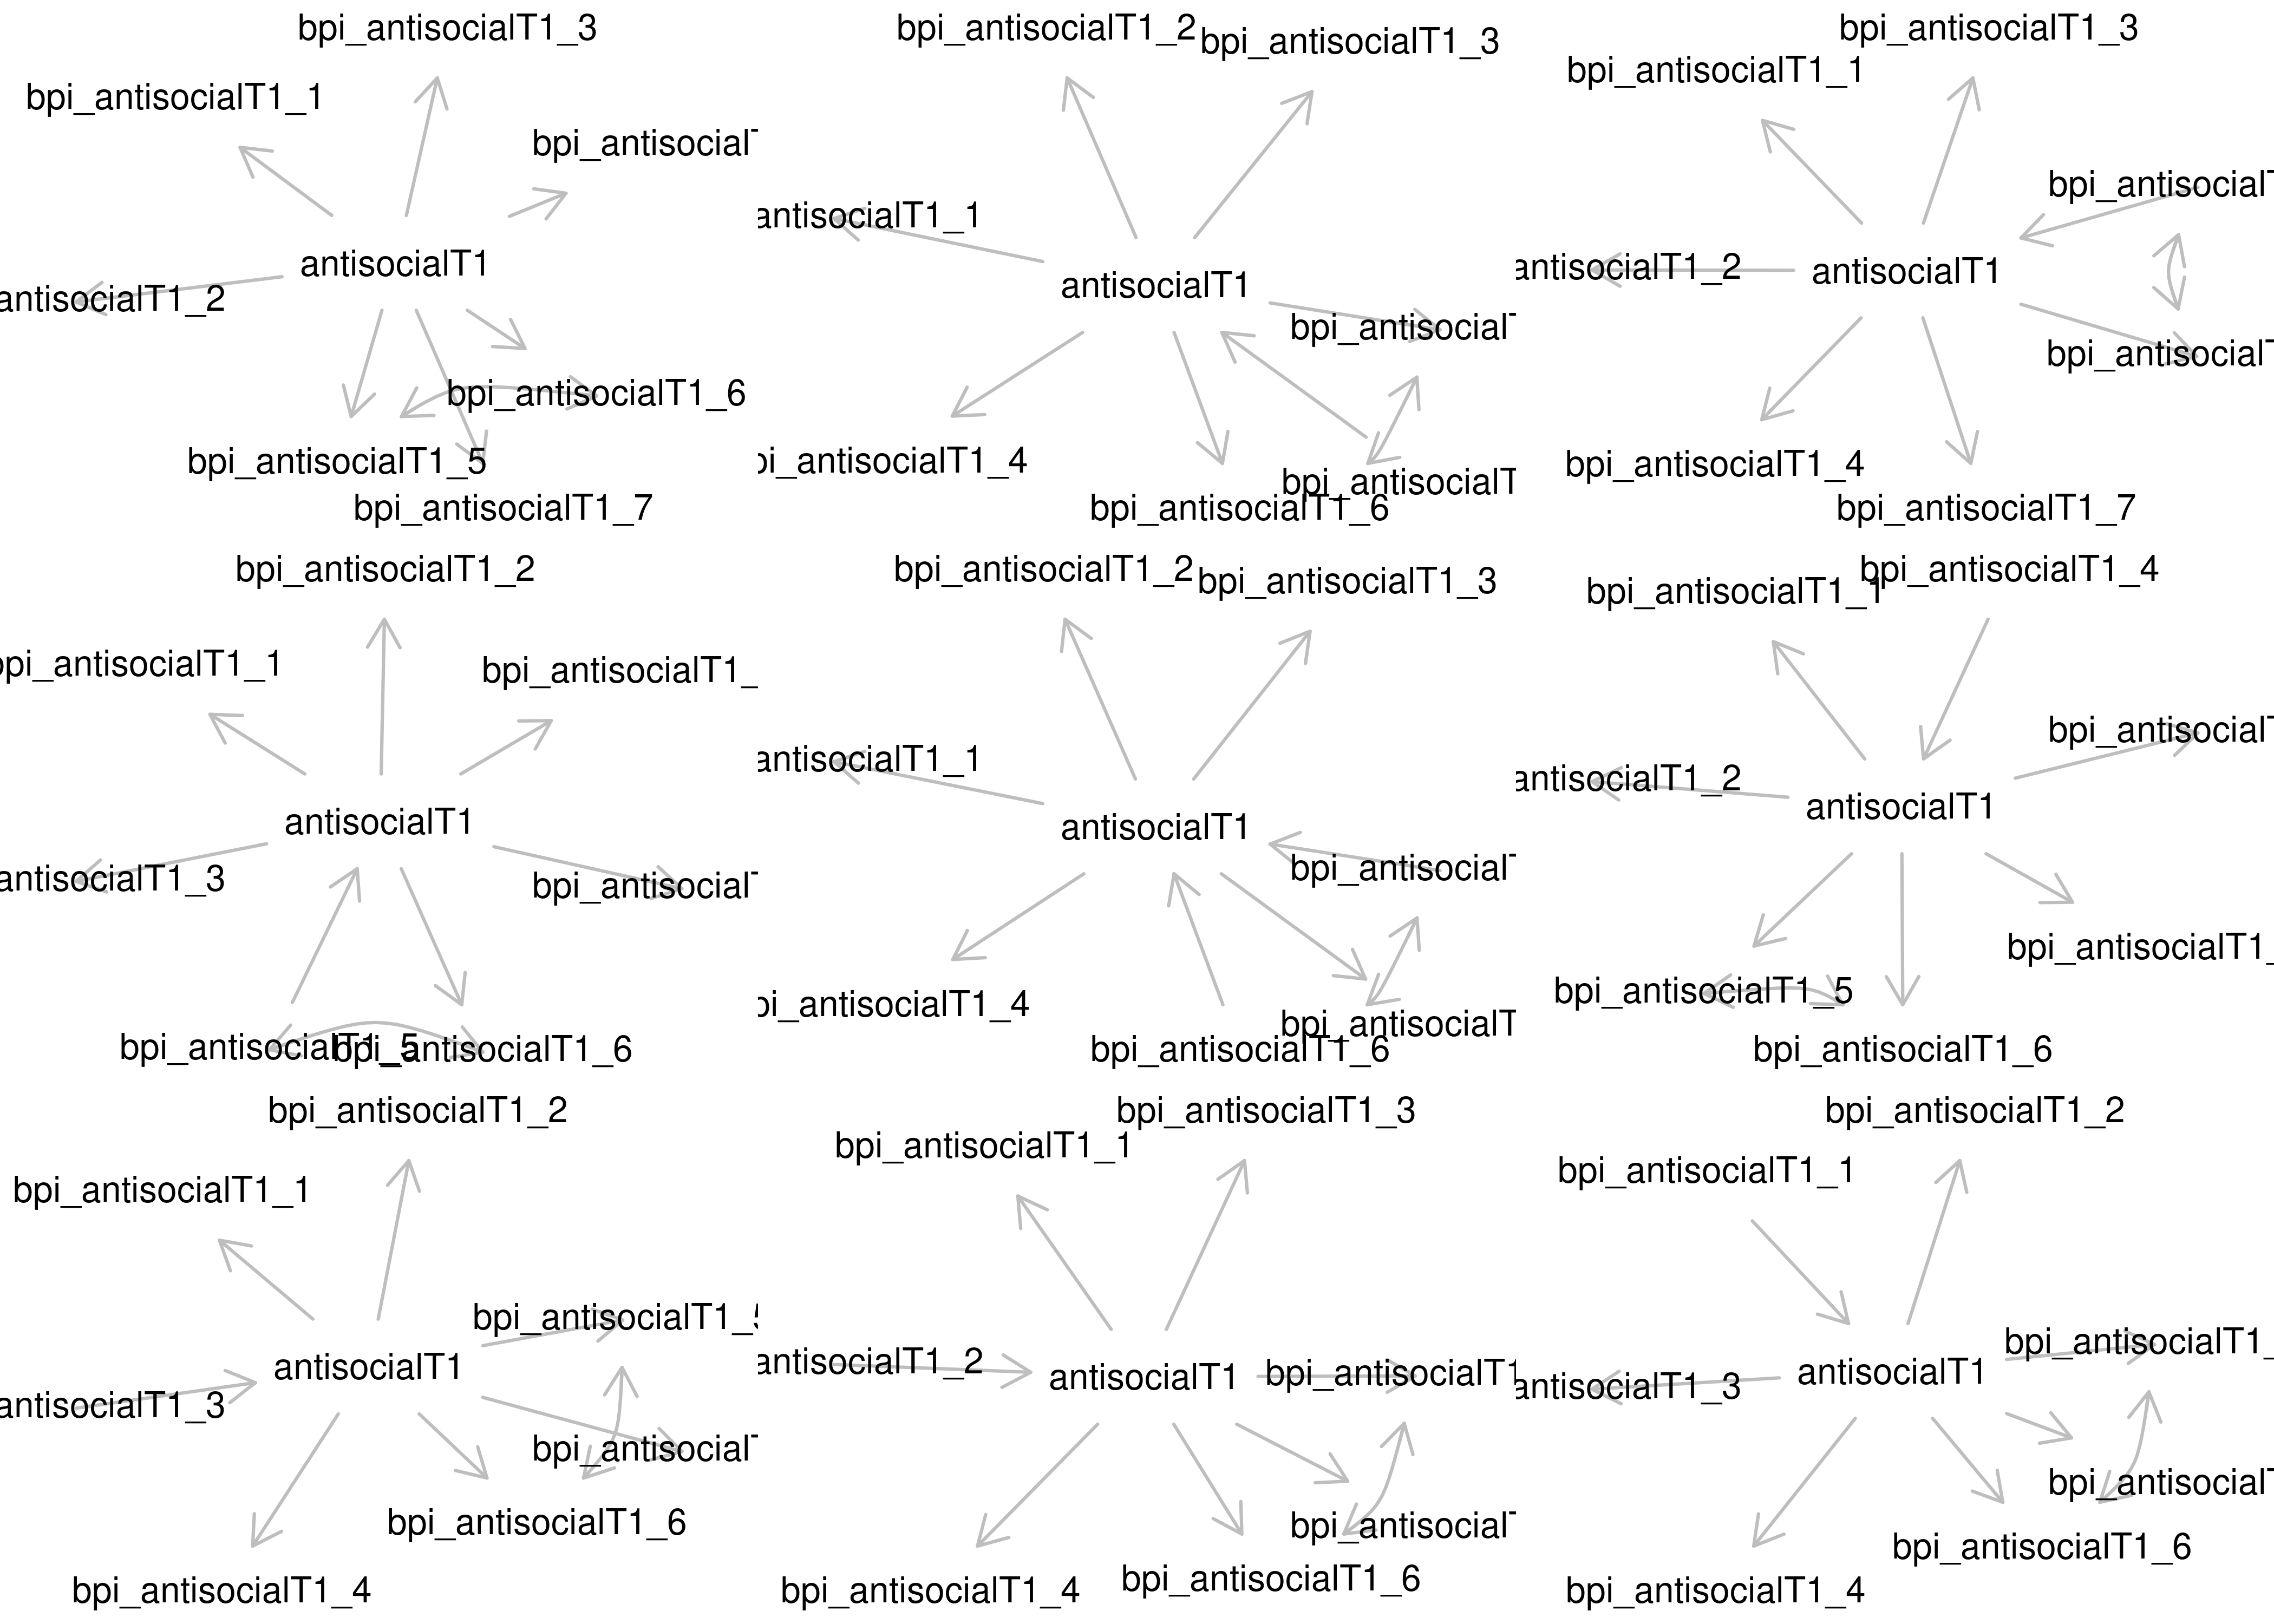 bpi_antisocialT1_3
bpi_antisocialT1_1
bpi_antisocial
antisocialT1
antisocialT1_2
bpi_antisocialT1_6
bpi_antisocialT1_5
bpi_antisocialT1_7
bpi_antisocialT1_2
bpi_antisocialT1_3
antisocialT1_1
antisocialT1
bpi_antisocial
bpi_antisocialT1_4
bpi_antisocialT
bpi_antisocialT1_6
bpi_antisocialT1_3
bpi_antisocialT1_1
bpi_antisocial
antisocialT1_2
antisocialT1
bpi_antisocial
bpi_antisocialT1_4
bpi_antisocialT1_7
bpi_antisocialT1_2
bpi_antisocialT1_1
bpi_antisocialT1_
antisocialT1
antisocialT1_3
bpi_antisocial
bpi_antisocialT1_5
bpi_antisocialT1_6
bpi_antisocialT1_2
bpi_antisocialT1_3
antisocialT1_1
antisocialT1
bpi_antisocial
bpi_antisocialT1_4
bpi_antisocialT
bpi_antisocialT1_6
bpi_antisocialT1_4
bpi_antisocialT1_1
bpi_antisocial
antisocialT1_2
antisocialT1
bpi_antisocialT1_
bpi_antisocialT1_5
bpi_antisocialT1_6
bpi_antisocialT1_2
bpi_antisocialT1_1
bpi_antisocialT1_5
antisocialT1
antisocialT1_3
bpi_antisocial
bpi_antisocialT1_6
bpi_antisocialT1_4
bpi_antisocialT1_3
bpi_antisocialT1_1
antisocialT1_2
antisocialT1
bpi_antisocialT1
bpi_antisocial
bpi_antisocialT1_6
bpi_antisocialT1_4
bpi_antisocialT1_2
bpi_antisocialT1_1
bpi_antisocialT1_
antisocialT1
antisocialT1_3
bpi_antisocial
bpi_antisocialT1_6
bpi_antisocialT1_4